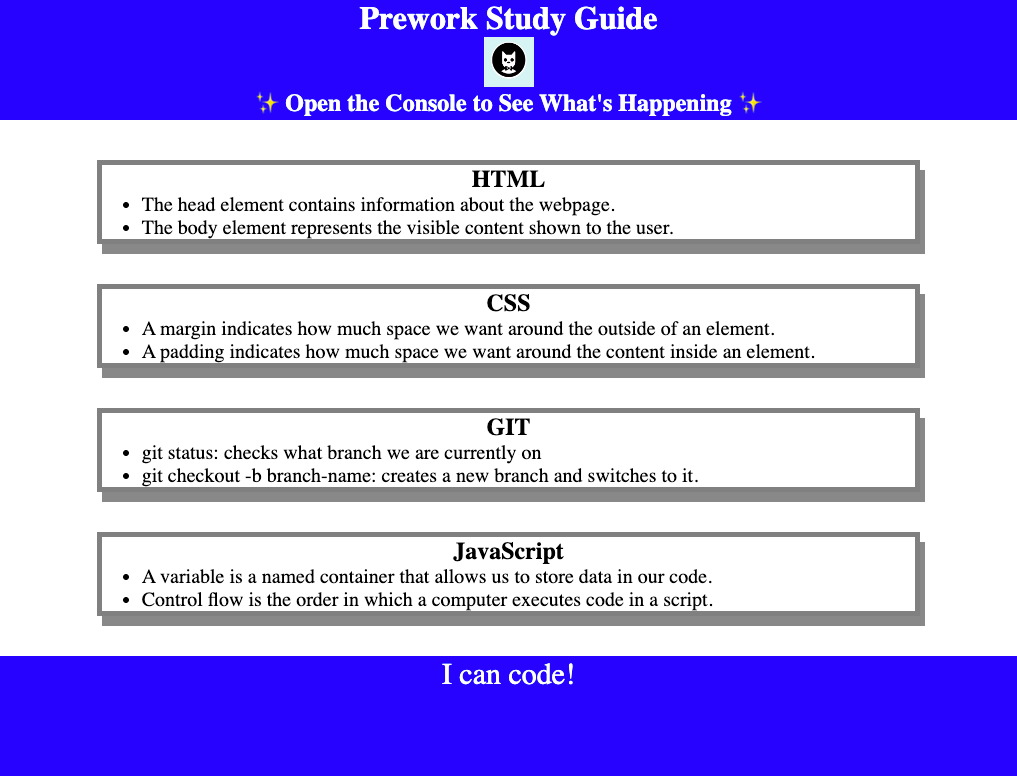 Prework Study Guide
✨ Open the Console to See What's Happening ✨
HTML
• The head element contains information about the webpage.
• The body element represents the visible content shown to the user.
CSS
• A margin indicates how much space we want around the outside of an element.
• A padding indicates how much space we want around the content inside an element.
GIT
• git status: checks what branch we are currently on
• git checkout -b branch-name: creates a new branch and switches to it.
JavaScript
• A variable is a named container that allows us to store data in our code.
• Control flow is the order in which a computer executes code in a script.
I can code!